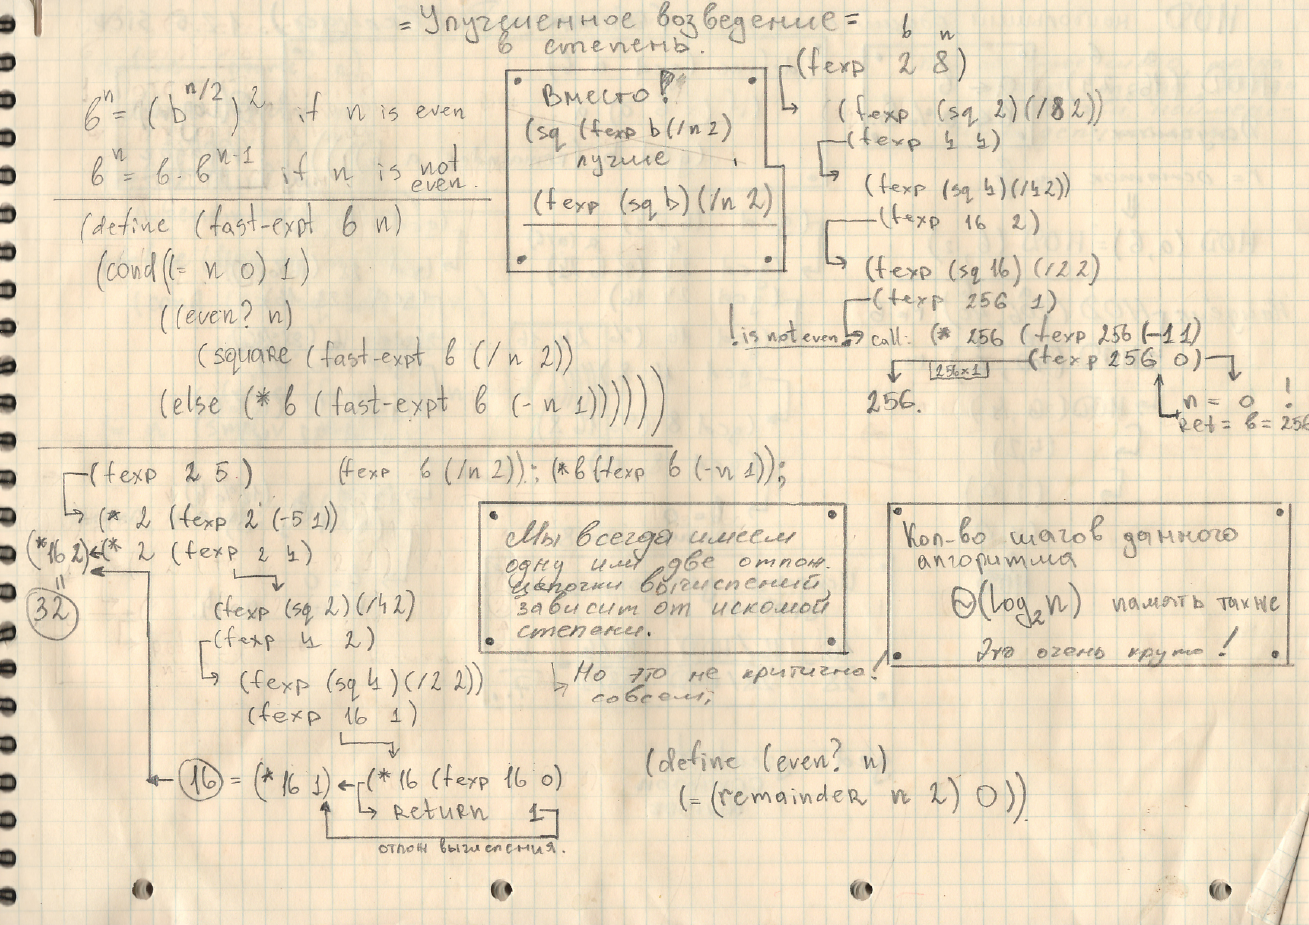 = Улучшенное возведение =
в степень.
b^n = (b^n/2)^2 if n is even
b^n = b · b^n-1 if n is not
even.
(define (fast-expt b n)
(cond((= n 0) 1)
((even? n)
(square (fast-expt b (/ n 2))
(else (* b (fast-expt b (- n 1))))))
Вместо!
(sq (fexp b (/n 2)
лучше
(fexp (sq b)(/n 2)
b n
(fexp 2 8)
(fexp (sq 2)(/8 2))
(fexp 4 4)
(fexp (sq 4)(/4 2))
(fexp 16 2)
(fexp (sq 16)(/2 2)
(fexp 256 1)
! is not even!
call: (* 256 (fexp 256 (-1 1)
(fexp 256 0)
256×1
256.
n = 0 !
Ret = b = 256
(fexp 2 5)
(fexp b (/n 2)); (*b(fexp b (-n 1));
(* 2 (fexp 2 (-5 1))
(*16 2)
(* 2 (fexp 2 4)
"
32
(fexp (sq 2)(/4 2)
(fexp 4 2)
(fexp (sq 4)(/2 2))
(fexp 16 1)
16 = (* 16 1)
(* 16 (fexp 16 0)
Return 1
отлож вычисления.
Мы всегда имеем
одну или две отлож.
цепочки вычислений,
зависит от искомой
степени.
Но это не критично!
совсем;
Кол-во шагов данного
алгоритма
Θ(log₂n) память также
Это очень круто!
(define (even? n)
(= (remainder n 2) 0))